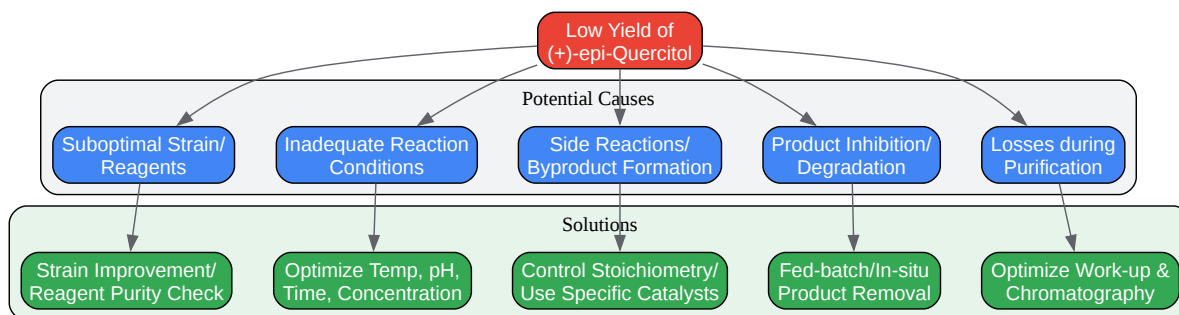 Low Yield of
(+)-epi-Quercitol
Potential Causes
Suboptimal Strain/
Reagents
Inadequate Reaction
Conditions
Side Reactions/
Byproduct Formation
Product Inhibition/
Degradation
Losses during
Purification
Solutions
Strain Improvement/
Reagent Purity Check
Optimize Temp, pH,
Time, Concentration
Control Stoichiometry/
Use Specific Catalysts
Fed-batch/In-situ
Product Removal
Optimize Work-up &
Chromatography